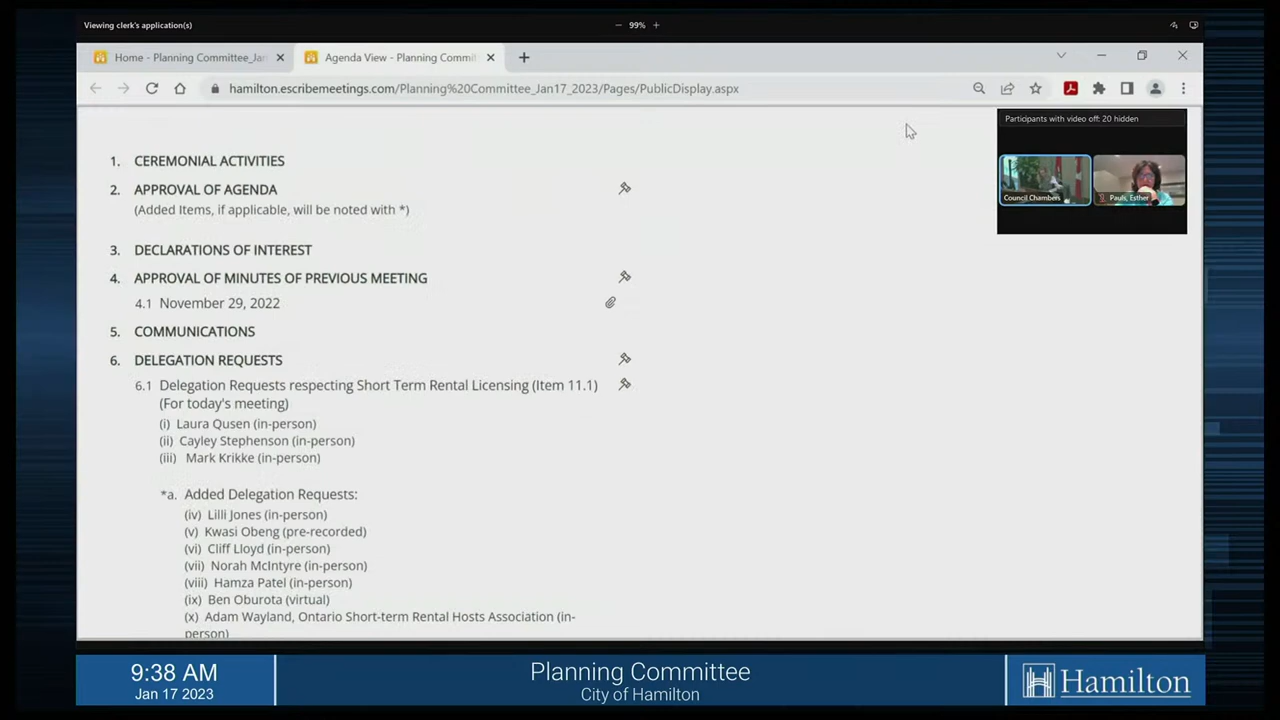 Viewing clerk's application(s)
99%
Home - Planning Committee_Jan
Agenda View - Planning Commit
hamilton.escribemeetings.com/Planning%20Committee_Jan17_2023/Pages/PublicDisplay.aspx
Participants with video off: 20 hidden
Council Chambers
Pauls, Esther
1. CEREMONIAL ACTIVITIES
2. APPROVAL OF AGENDA
(Added Items, if applicable, will be noted with *)
3. DECLARATIONS OF INTEREST
4. APPROVAL OF MINUTES OF PREVIOUS MEETING
4.1 November 29, 2022
5. COMMUNICATIONS
6. DELEGATION REQUESTS
6.1 Delegation Requests respecting Short Term Rental Licensing (Item 11.1)
(For today's meeting)
(i) Laura Qusen (in-person)
(ii) Cayley Stephenson (in-person)
(iii) Mark Krikke (in-person)
*a. Added Delegation Requests:
(iv) Lilli Jones (in-person)
(v) Kwasi Obeng (pre-recorded)
(vi) Cliff Lloyd (in-person)
(vii) Norah McIntyre (in-person)
(viii) Hamza Patel (in-person)
(ix) Ben Oburota (virtual)
(x) Adam Wayland, Ontario Short-term Rental Hosts Association (in-
person)
9:38 AM
Jan 17 2023
Planning Committee
City of Hamilton
Hamilton